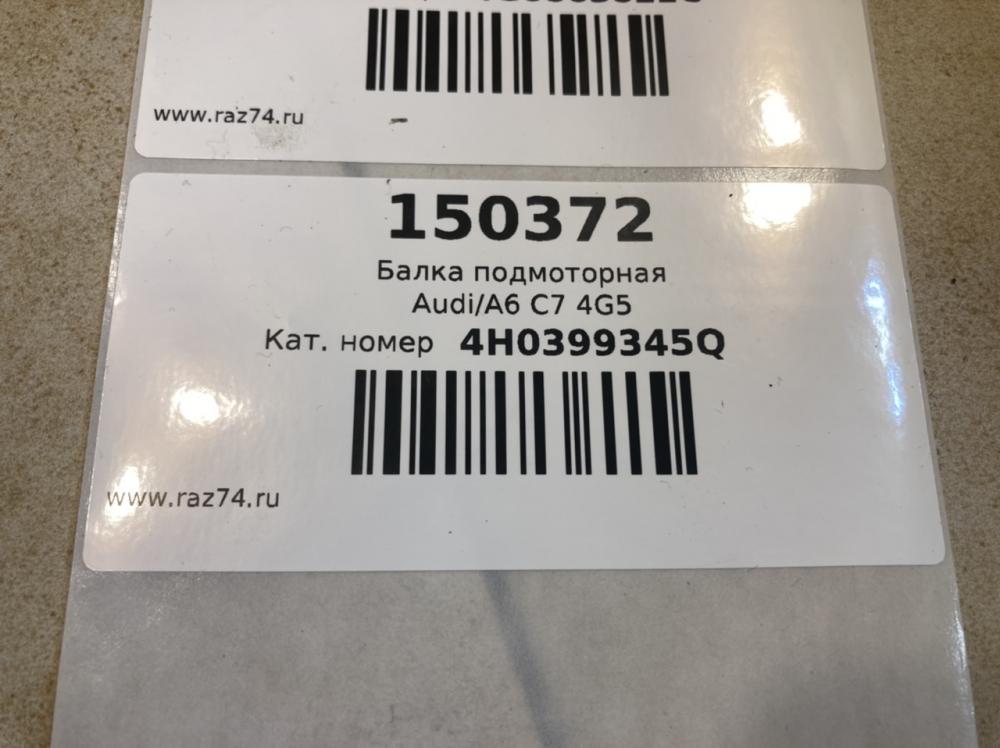 www.raz74.ru
150372
Балка подмоторная
Audi/A6 C7 4G5
Кат. номер 4H0399345Q
www.raz74.ru